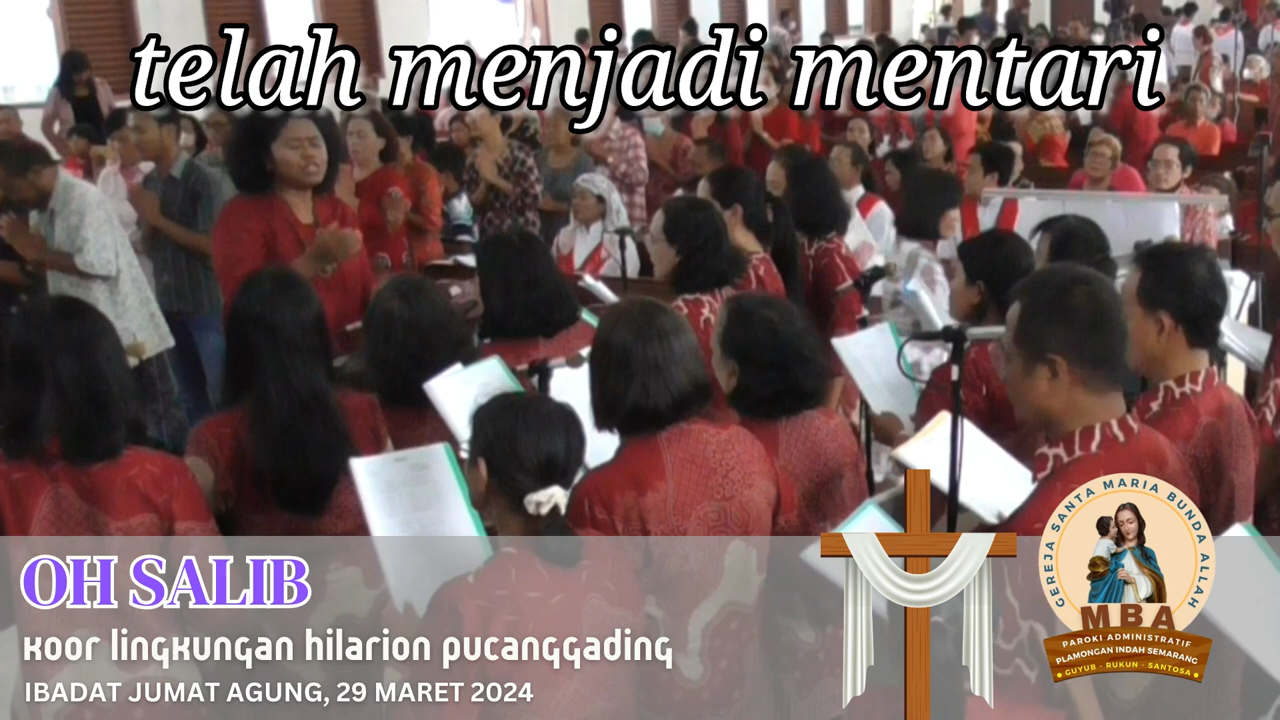 telah menjadi mentari
OH SALIB
koor lingkungan hilarion pucanggading
IBADAT JUMAT AGUNG, 29 MARET 2024
GEREJA SANTA MARIA BUNDA ALLAH
MBA
PAROKI ADMINISTRATIF
PLAMONGAN INDAH SEMARANG
GUYUB - RUKUN - SANTOSA